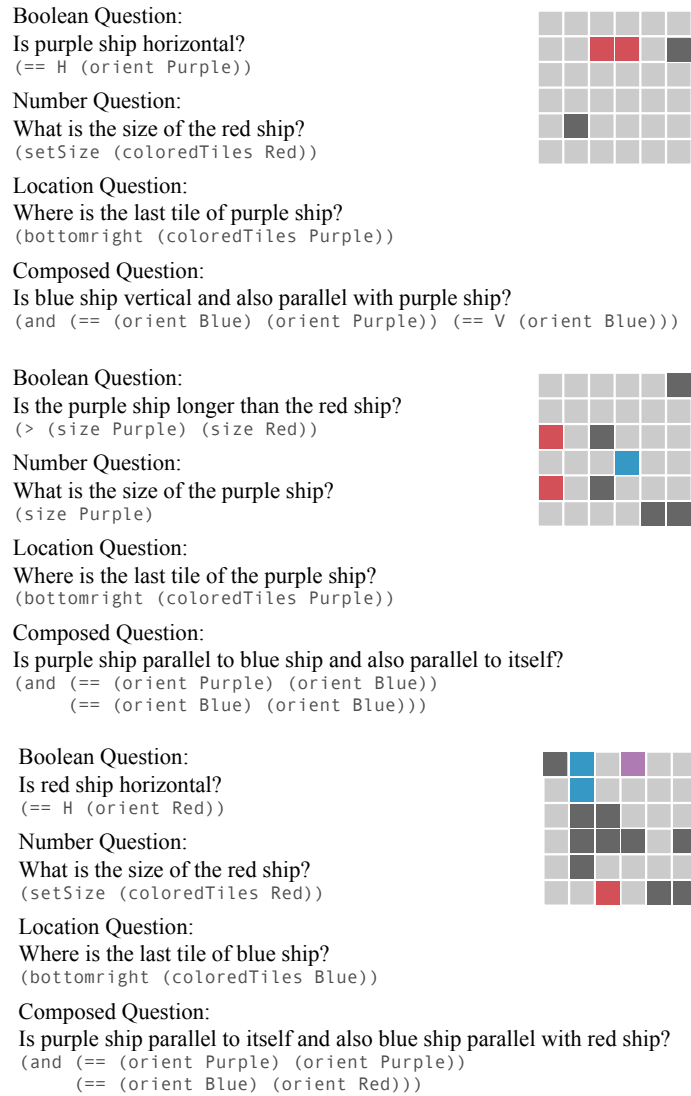 Boolean Question:
Is purple ship horizontal?
(== H (orient Purple))
Number Question:
What is the size of the red ship?
(setSize (coloredTiles Red))
Location Question:
Where is the last tile of purple ship?
(bottomright (coloredTiles Purple))
Composed Question:
Is blue ship vertical and also parallel with purple ship?
(and (== (orient Blue) (orient Purple)) (== V (orient Blue)))
Boolean Question:
Is the purple ship longer than the red ship?
(> (size Purple) (size Red))
Number Question:
What is the size of the purple ship?
(size Purple)
Location Question:
Where is the last tile of the purple ship?
(bottomright (coloredTiles Purple))
Composed Question:
Is purple ship parallel to blue ship and also parallel to itself?
(and (== (orient Purple) (orient Blue))
(== (orient Blue) (orient Blue)))
Boolean Question:
Is red ship horizontal?
(== H (orient Red))
Number Question:
What is the size of the red ship?
(setSize (coloredTiles Red))
Location Question:
Where is the last tile of blue ship?
(bottomright (coloredTiles Blue))
Composed Question:
Is purple ship parallel to itself and also blue ship parallel with red ship?
(and (== (orient Purple) (orient Purple))
(== (orient Blue) (orient Red)))